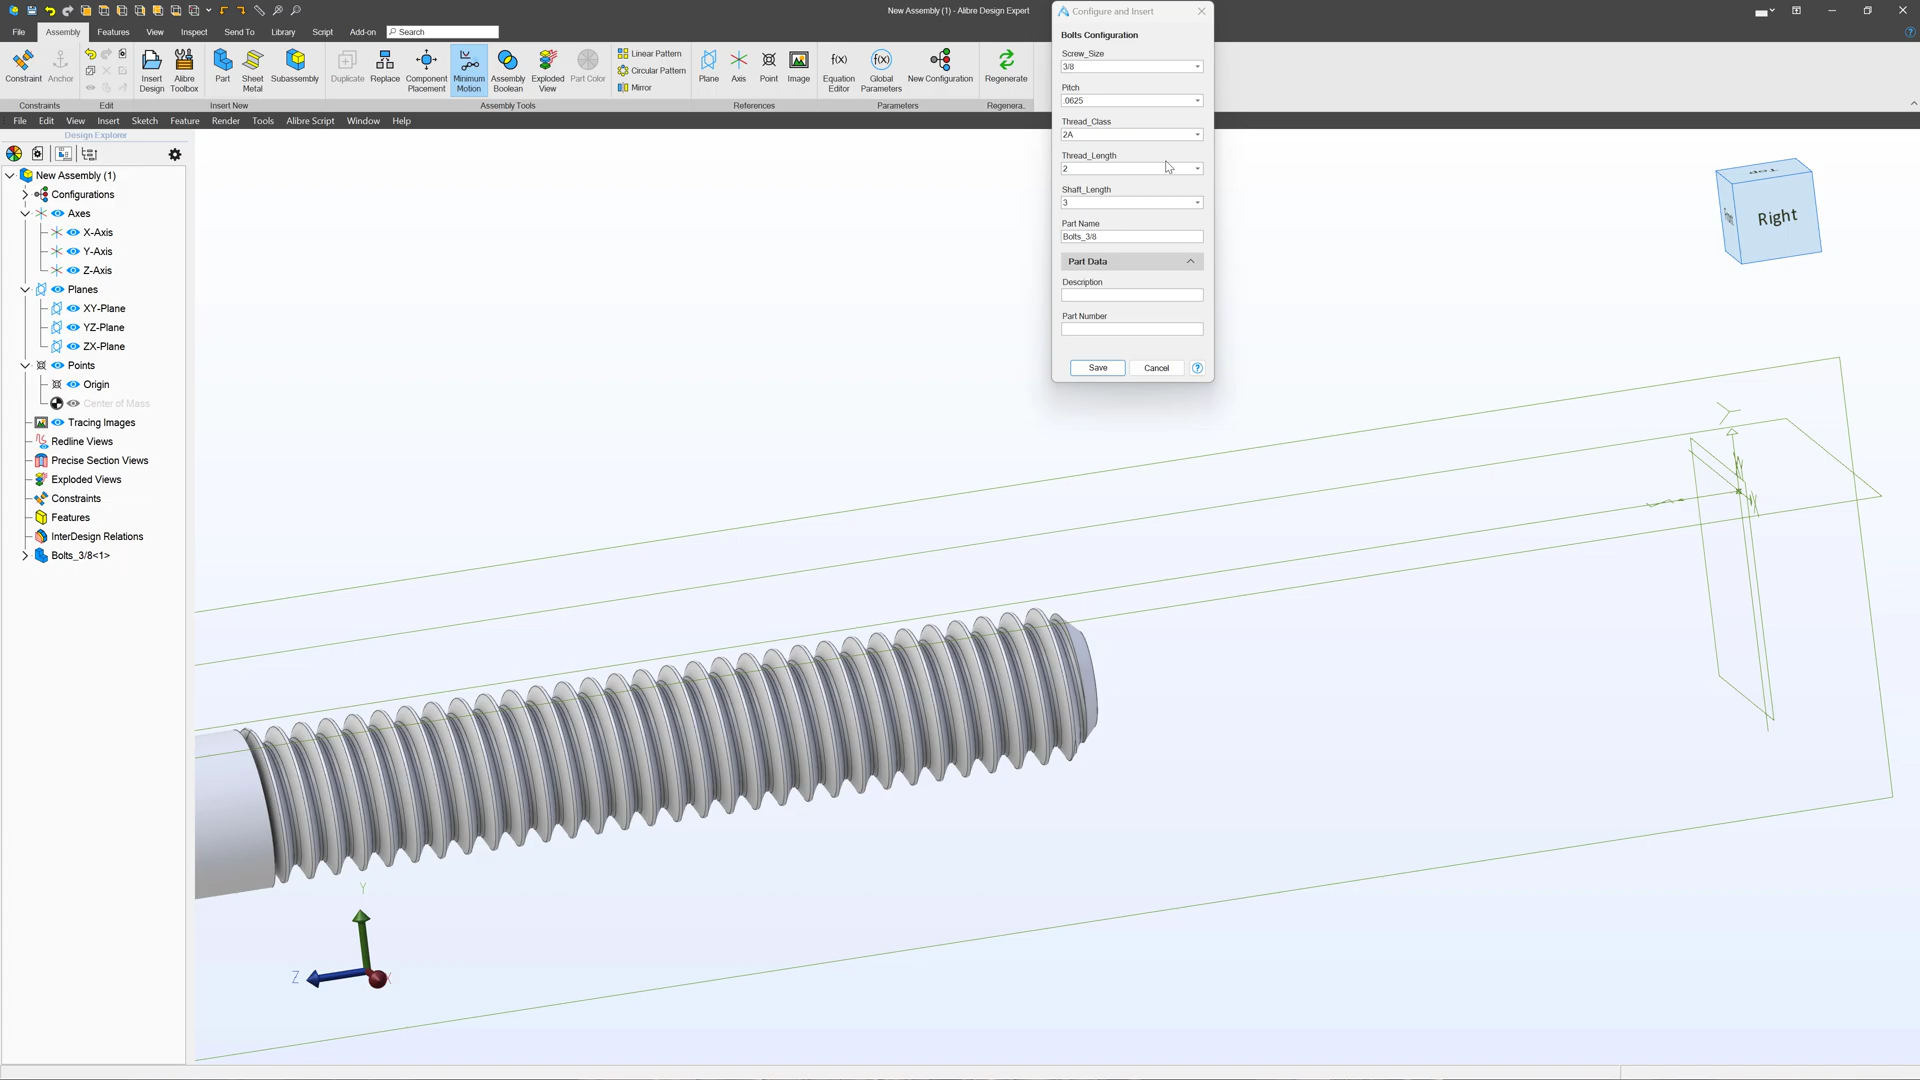 New Assembly (1) - Alibre Design Expert
File Assembly Features View Inspect Send To Library Script Add-on Search
Constraint Anchor
Insert Design
Alibre Toolbox
Part
Sheet Metal
Subassembly
Duplicate
Replace
Component Placement
Minimum Motion
Assembly Boolean
Exploded View
Part Color
Linear Pattern
Circular Pattern
Mirror
Plane
Axis
Point
Image
Equation Editor
Global Parameters
New Configuration
Regenerate
Constraints Edit Insert New Assembly Tools References Parameters Regenera..
File Edit View Insert Sketch Feature Render Tools Alibre Script Window Help
Design Explorer
New Assembly (1)
Configurations
Axes
X-Axis
Y-Axis
Z-Axis
Planes
XY-Plane
YZ-Plane
ZX-Plane
Points
Origin
Center of Mass
Tracing Images
Redline Views
Precise Section Views
Exploded Views
Constraints
Features
InterDesign Relations
Bolts_3/8<1>
Configure and Insert
Bolts Configuration
Screw_Size
3/8
Pitch
.0625
Thread_Class
2A
Thread_Length
2
Shaft_Length
3
Part Name
Bolts_3/8
Part Data
Description
Part Number
Save Cancel ?
Top
Front
Right
Y
Z
X